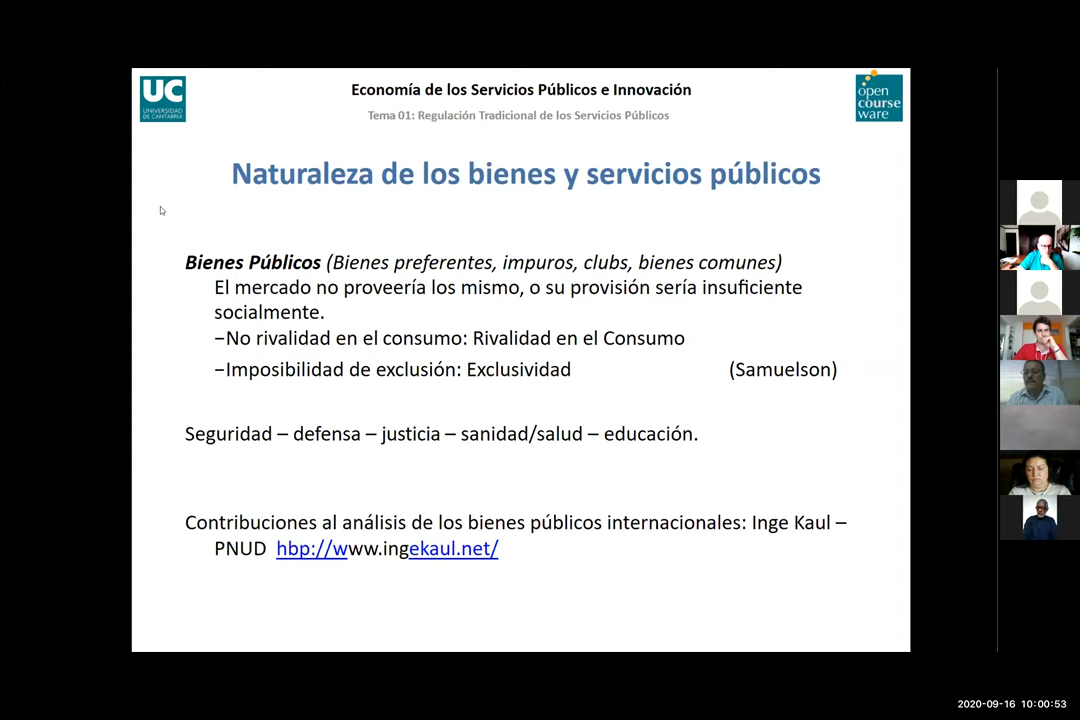 UC
UNIVERSIDAD
DE CANTABRIA
Economía de los Servicios Públicos e Innovación
Tema 01: Regulación Tradicional de los Servicios Públicos
open
course
ware
Naturaleza de los bienes y servicios públicos
Bienes Públicos (Bienes preferentes, impuros, clubs, bienes comunes)
El mercado no proveería los mismo, o su provisión sería insuficiente
socialmente.
–No rivalidad en el consumo: Rivalidad en el Consumo
–Imposibilidad de exclusión: Exclusividad (Samuelson)
Seguridad – defensa – justicia – sanidad/salud – educación.
Contribuciones al análisis de los bienes públicos internacionales: Inge Kaul –
PNUD hbp://www.ingekaul.net/
2020-09-16 10:00:53